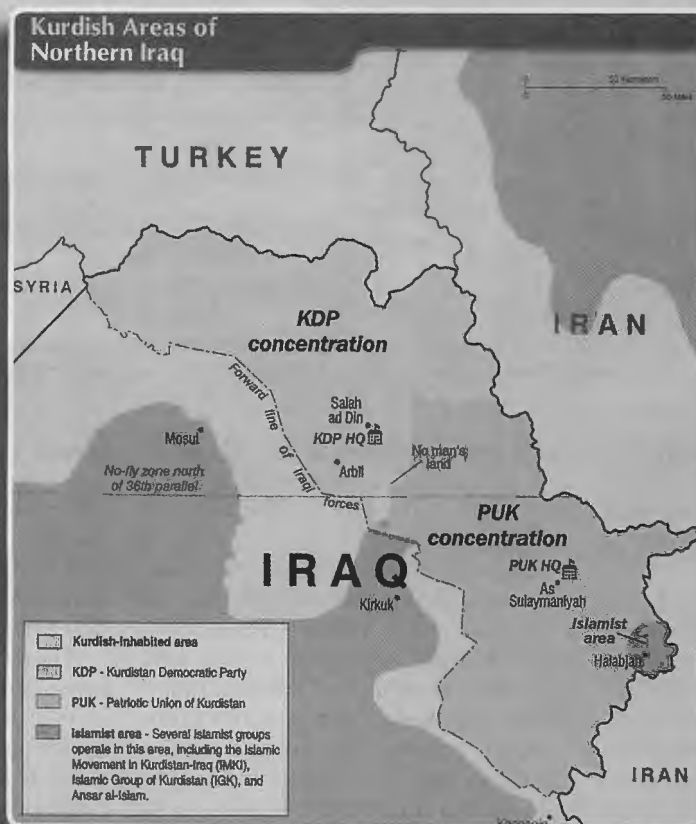 Kurdish Areas of
Northern Iraq
0
0
TURKEY
SYRIA
IRAN
KDP
concentration
Forward line of Iraqi forces
Salah
ad Din
KDP HQ
Arbil
Mosul
No man's
land
No-fly zone north
of 36th parallel
PUK
concentration
IRAQ
PUK HQ
As
Sulaymaniyah
Kirkuk
Islamist
area
Halabjah
Kurdish-inhabited area
KDP - Kurdistan Democratic Party
PUK - Patriotic Union of Kurdistan
Islamist area - Several Islamist groups
operate in this area, including the Islamic
Movement in Kurdistan-Iraq (IMKI),
Islamic Group of Kurdistan (IGK), and
Ansar al-Islam.
IRAN